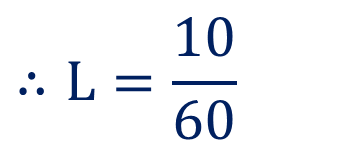 ∴ L = 10/60